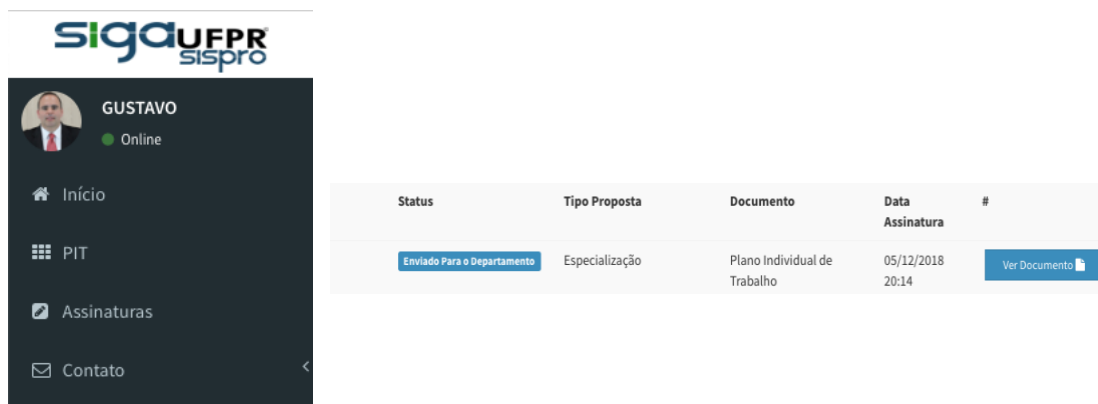 siga UFPR
sispro
GUSTAVO
Online
Início
PIT
Assinaturas
Contato
Status Tipo Proposta Documento Data #
Assinatura
Enviado Para o Departamento Especialização Plano Individual de 05/12/2018 Ver Documento
Trabalho 20:14